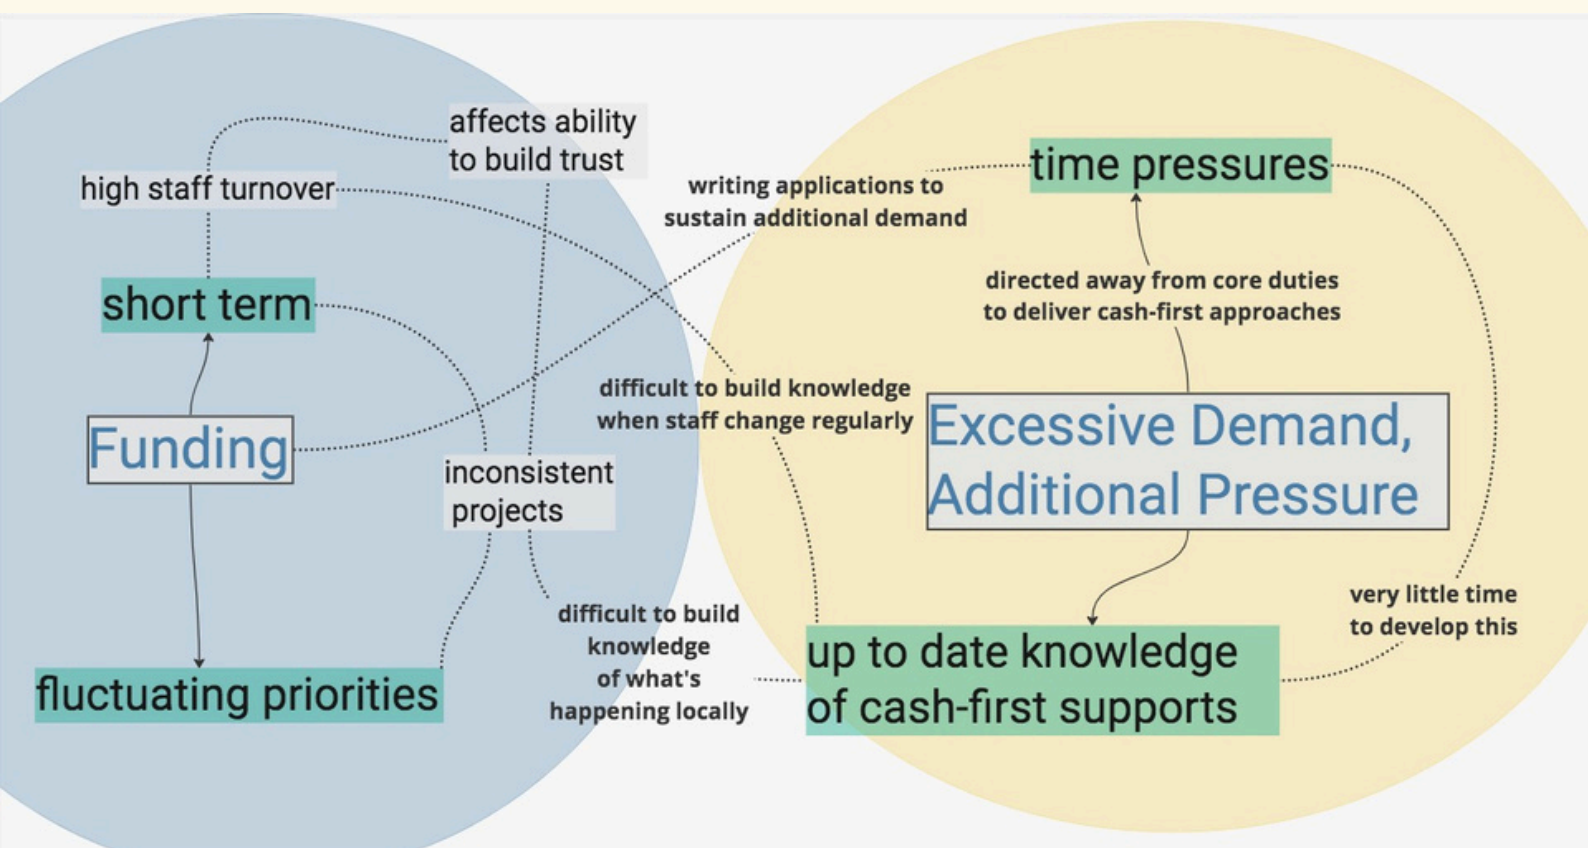 affects ability
to build trust
high staff turnover
short term
Funding
inconsistent
projects
fluctuating priorities
writing applications to
sustain additional demand
difficult to build knowledge
when staff change regularly
difficult to build
knowledge
of what's
happening locally
time pressures
directed away from core duties
to deliver cash-first approaches
Excessive Demand,
Additional Pressure
very little time
to develop this
up to date knowledge
of cash-first supports